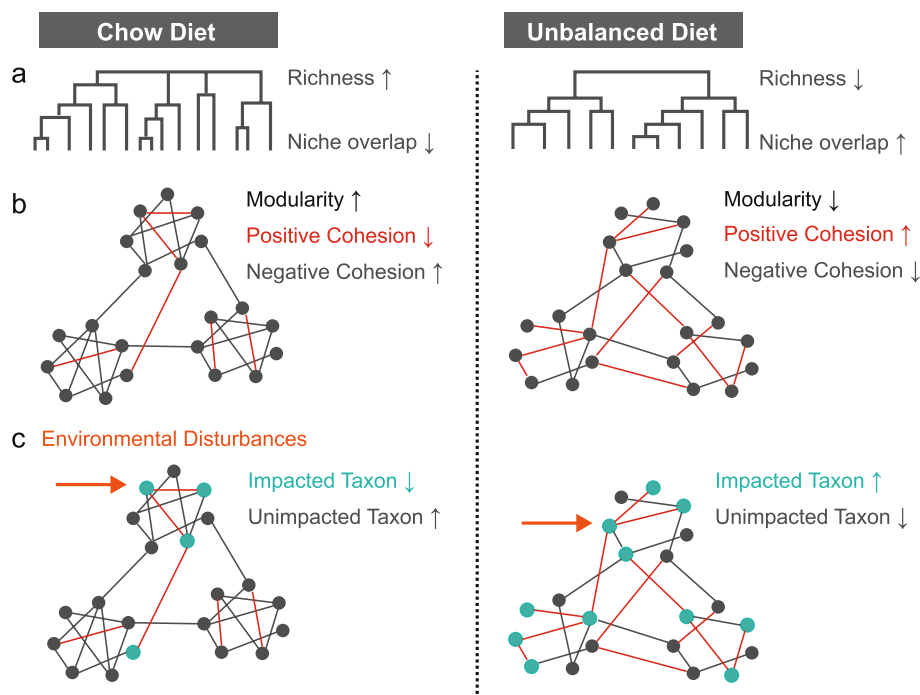 Chow Diet
Unbalanced Diet
a
Richness ↑
Niche overlap ↓
Richness ↓
Niche overlap ↑
b
Modularity ↑
Positive Cohesion ↓
Negative Cohesion ↑
Modularity ↓
Positive Cohesion ↑
Negative Cohesion ↓
c
Environmental Disturbances
Impacted Taxon ↓
Unimpacted Taxon ↑
Impacted Taxon ↑
Unimpacted Taxon ↓